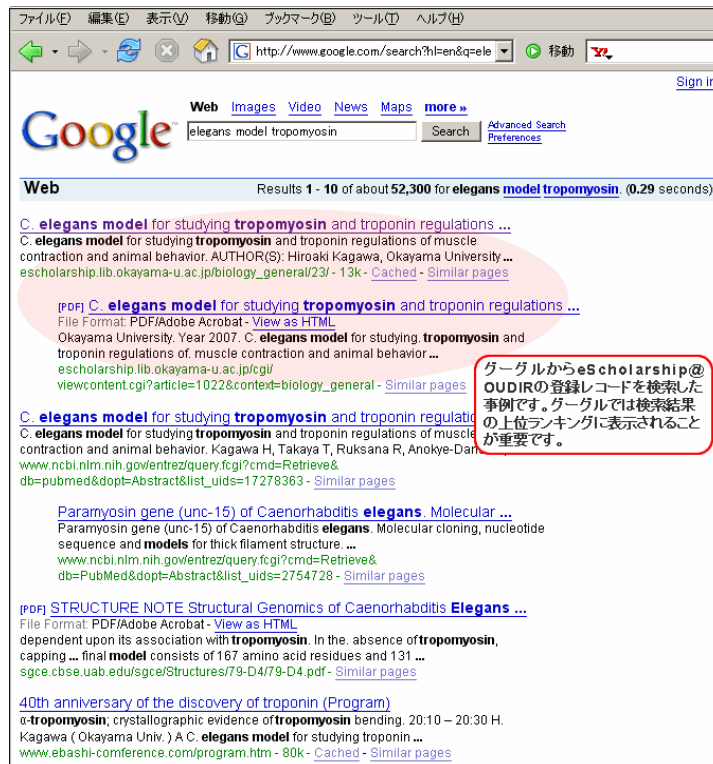 ファイル(F) 編集(E) 表示(V) 移動(G) ブックマーク(B) ツール(T) ヘルプ(H)
http://www.google.com/search?hl=en&q=ele 移動
Sign in
Google
Web Images Video News Maps more »
elegans model tropomyosin Search Advanced Search
Preferences
Web Results 1 - 10 of about 52,300 for elegans model tropomyosin. (0.29 seconds)
C. elegans model for studying tropomyosin and troponin regulations ...
C. elegans model for studying tropomyosin and troponin regulations of muscle
contraction and animal behavior. AUTHOR(S): Hiroaki Kagawa, Okayama University ...
escholarship.lib.okayama-u.ac.jp/biology_general/23/ - 13k - Cached - Similar pages
[PDF] C. elegans model for studying tropomyosin and troponin regulations ...
File Format: PDF/Adobe Acrobat - View as HTML
Okayama University. Year 2007. C. elegans model for studying. tropomyosin and
troponin regulations of. muscle contraction and animal behavior ...
escholarship.lib.okayama-u.ac.jp/cgi/
viewcontent.cgi?article=1022&context=biology_general - Similar pages
グーグルからeScholarship@
OUDIRの登録レコードを検索した
事例です。グーグルでは検索結果
の上位ランキングに表示されること
が重要です。
C. elegans model for studying tropomyosin and troponin
C. elegans model for studying tropomyosin and troponin regulations of
contraction and animal behavior. Kagawa H, Takaya T, Ruksana R,
www.ncbi.nlm.nih.gov/entrez/query.fcgi?cmd=Retrieve&
db=pubmed&dopt=Abstract&list_uids=17278363 - Similar pages
Paramyosin gene (unc-15) of Caenorhabditis elegans. Molecular ...
Paramyosin gene (unc-15) of Caenorhabditis elegans. Molecular cloning, nucleotide
sequence and models for thick filament structure. ...
www.ncbi.nlm.nih.gov/entrez/query.fcgi?cmd=Retrieve&
db=PubMed&dopt=Abstract&list_uids=2754728 - Similar pages
[PDF] STRUCTURE NOTE Structural Genomics of Caenorhabditis Elegans ...
File Format: PDF/Adobe Acrobat - View as HTML
dependent upon its association with tropomyosin. In the. absence of tropomyosin,
capping ... final model consists of 167 amino acid residues and 131 ...
sgce.cbse.uab.edu/sgce/Structures/79-D4/79-D4.pdf - Similar pages
40th anniversary of the discovery of troponin (Program)
α-tropomyosin; crystallographic evidence of tropomyosin bending. 20:10 – 20:30 H.
Kagawa ( Okayama Univ. ) A C. elegans model for studying troponin ...
www.ebashi-comference.com/program.htm - 80k - Cached - Similar pages